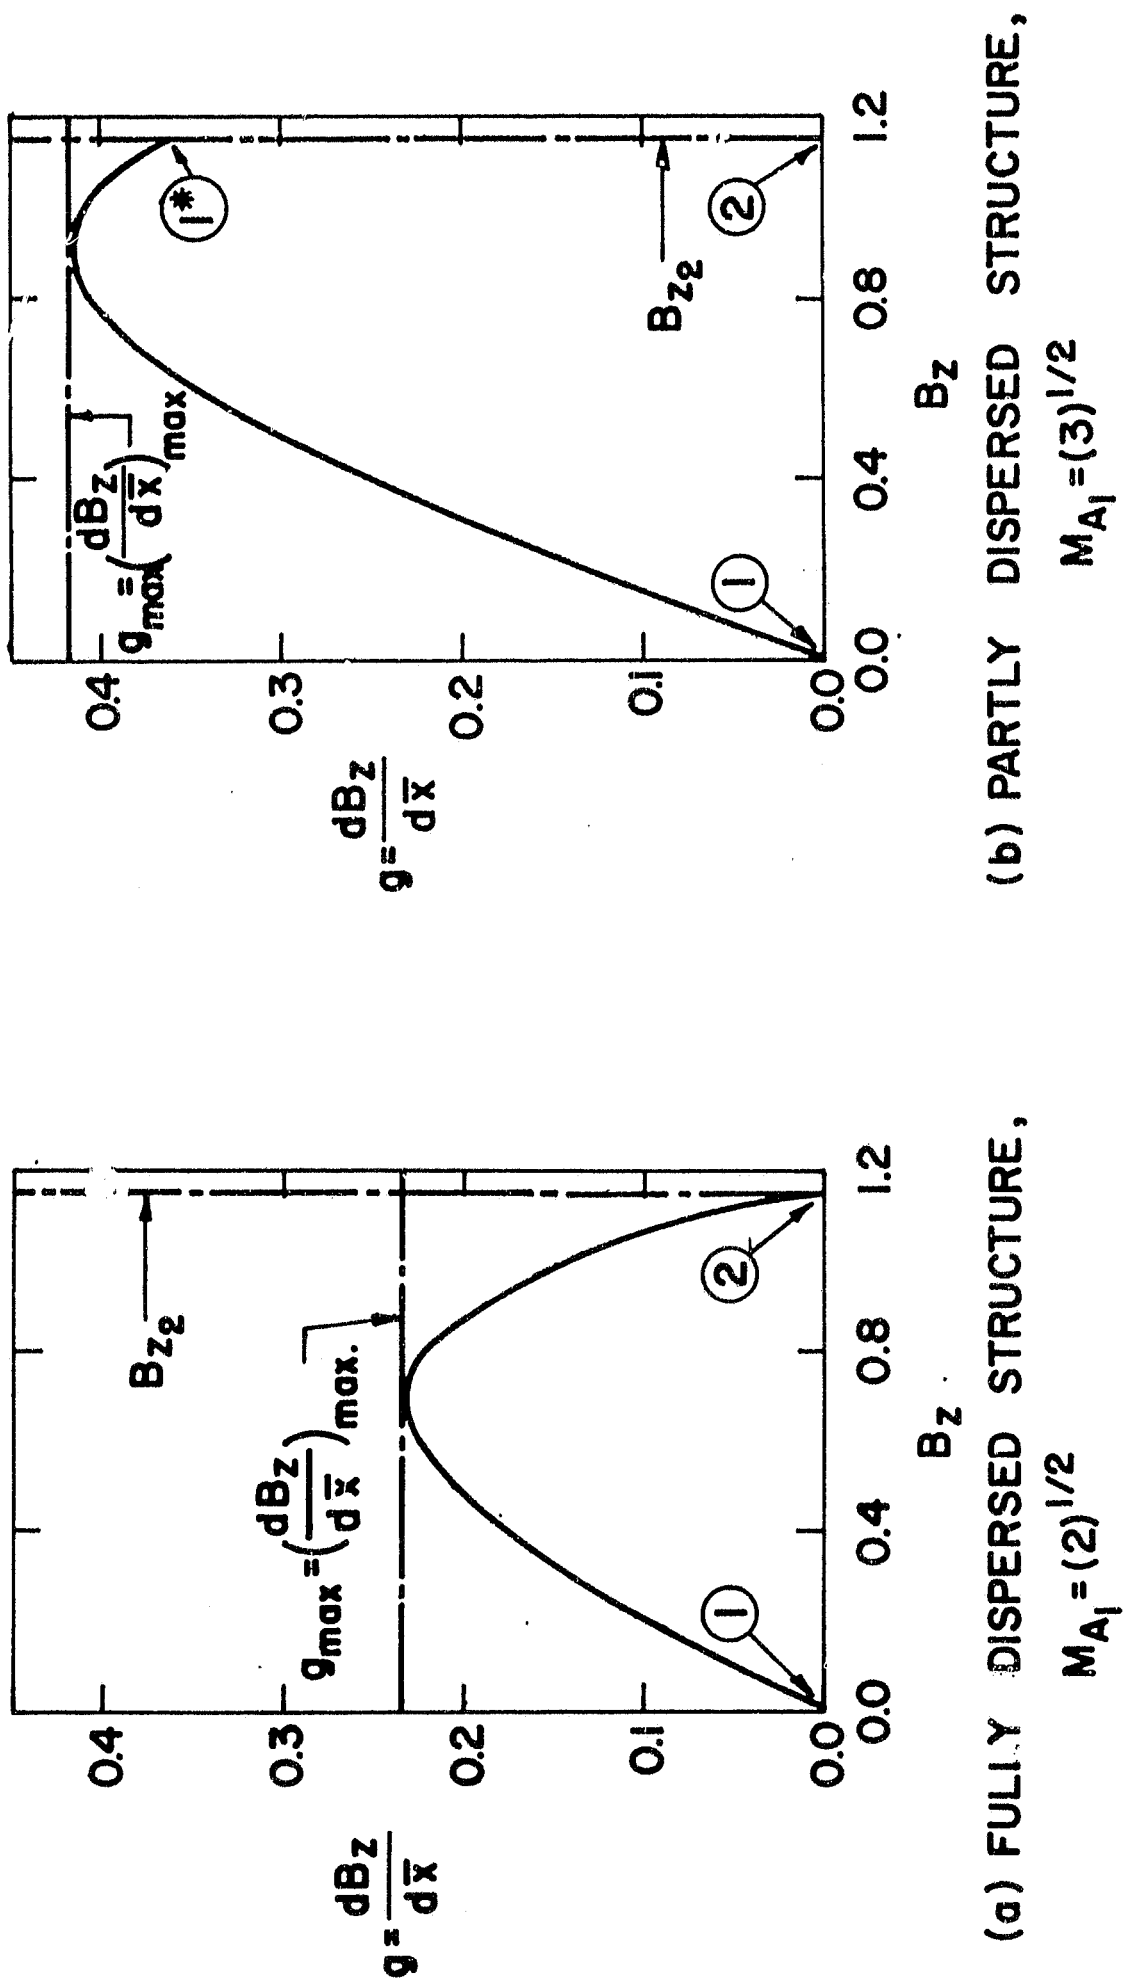 g = dB_z / dx̄
0.4
0.3
0.2
0.1
0.0
g_max = (dB_z / dx̄)_max.
B_z₂
1
2
0.0
0.4
0.8
1.2
B_z
(a) FULLY DISPERSED STRUCTURE,
M_A₁ = (2)^1/2
g = dB_z / dx̄
0.4
0.3
0.2
0.1
0.0
g_max = (dB_z / dx̄)_max
1*
B_z₂
1
2
0.0
0.4
0.8
1.2
B_z
(b) PARTLY DISPERSED STRUCTURE,
M_A₁ = (3)^1/2